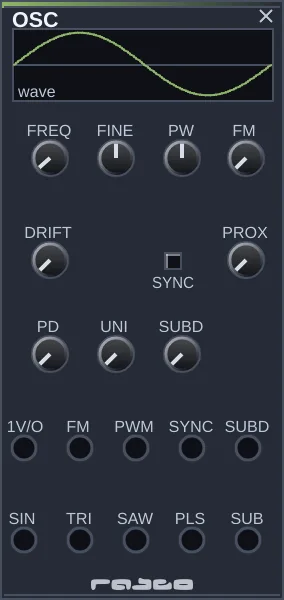 OSC
wave
FREQ FINE PW FM
DRIFT PROX
SYNC
PD UNI SUBD
1V/O FM PWM SYNC SUBD
SIN TRI SAW PLS SUB